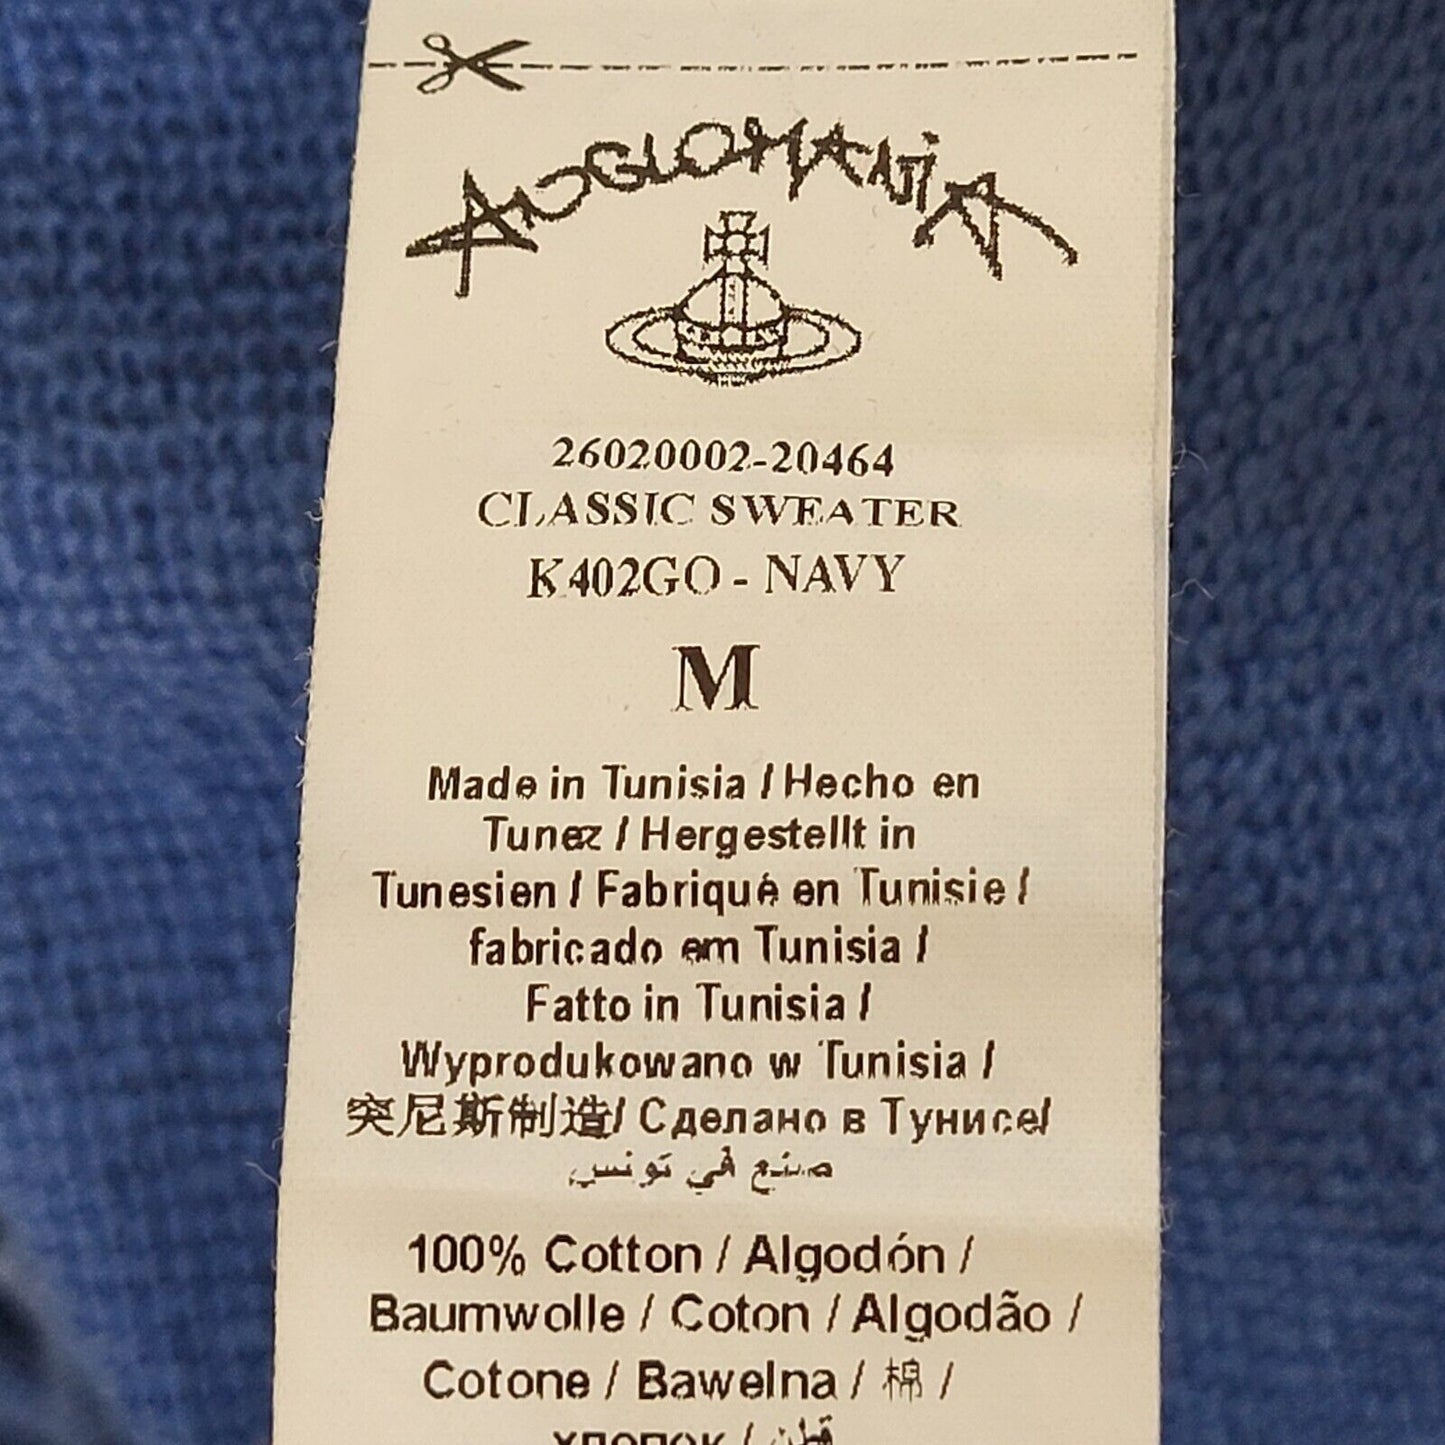 ANGLOMANiA
26020002-20464
CLASSIC SWEATER
K402GO - NAVY
M
Made in Tunisia / Hecho en
Tunez / Hergestellt in
Tunesien / Fabriqué en Tunisie /
fabricado em Tunisia /
Fatto in Tunisia /
Wyprodukowano w Tunisia /
突尼斯制造/ Сделано в Тунисе/
صنع في تونس
100% Cotton / Algodón /
Baumwolle / Coton / Algodão /
Cotone / Bawelna / 棉 /
хлопок / قطن